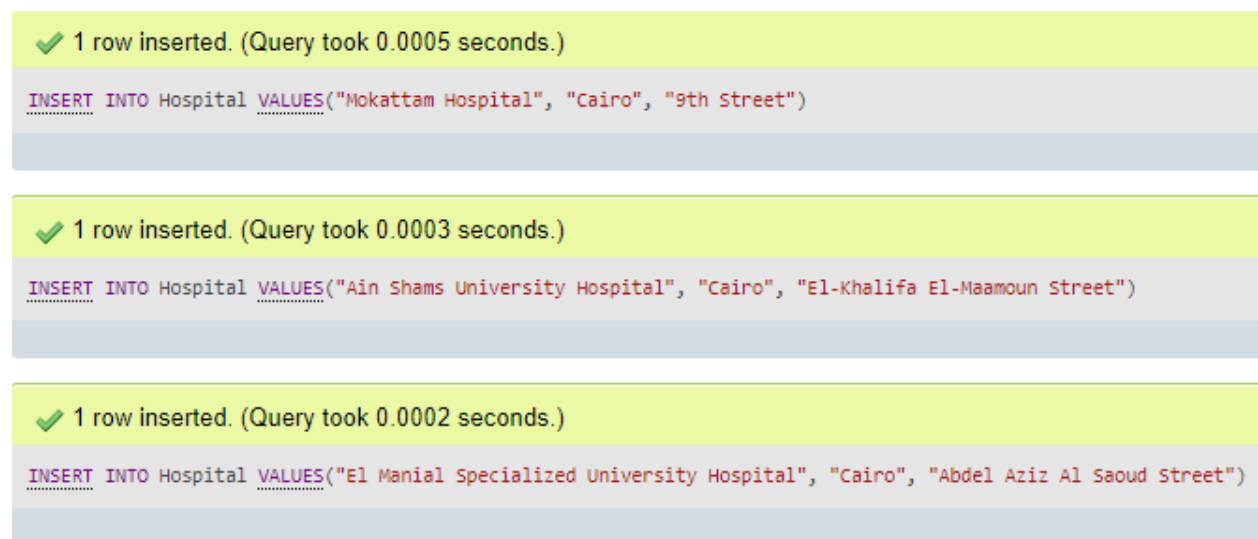 1 row inserted. (Query took 0.0005 seconds.)
INSERT INTO Hospital VALUES("Mokattam Hospital", "Cairo", "9th Street")
1 row inserted. (Query took 0.0003 seconds.)
INSERT INTO Hospital VALUES("Ain Shams University Hospital", "Cairo", "El-Khalifa El-Maamoun Street")
1 row inserted. (Query took 0.0002 seconds.)
INSERT INTO Hospital VALUES("El Manial Specialized University Hospital", "Cairo", "Abdel Aziz Al Saoud Street")